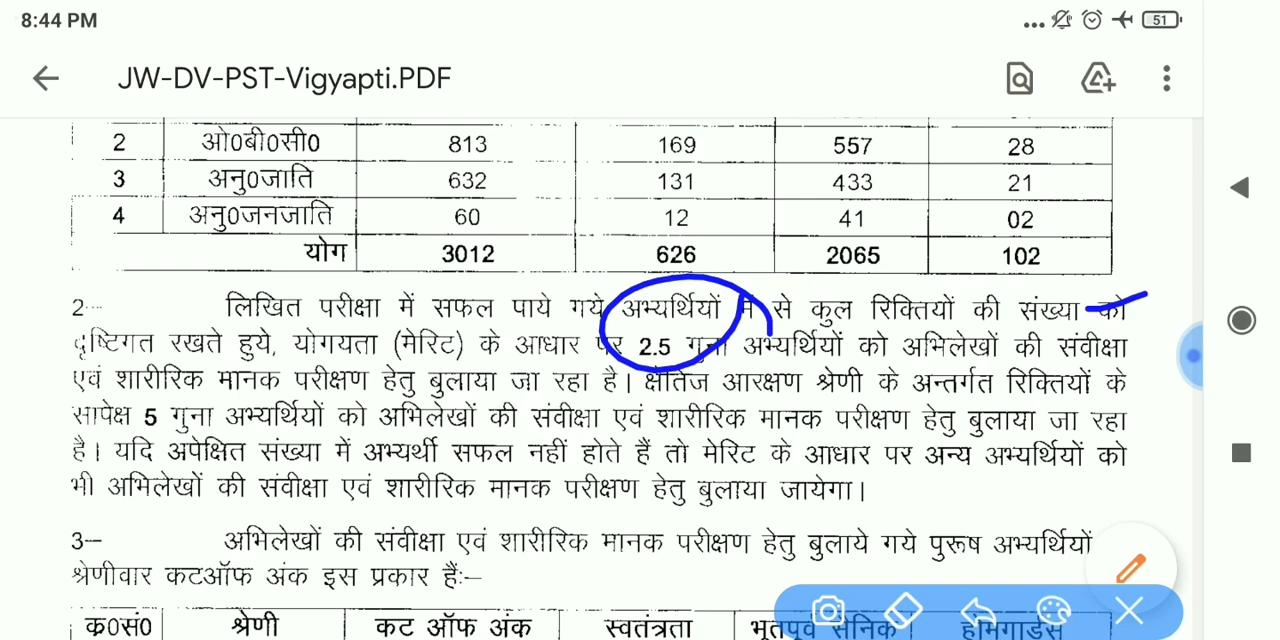 8:44 PM
51
JW-DV-PST-Vigyapti.PDF
2 ओ0बी0सी0 813 169 557 28
3 अनु0जाति 632 131 433 21
4 अनु0जनजाति 60 12 41 02
योग 3012 626 2065 102
2-- लिखित परीक्षा में सफल पाये गये अभ्यर्थियों में से कुल रिक्तियों की संख्या को
दृष्टिगत रखते हुये, योगयता (मेरिट) के आधार पर 2.5 गुना अभ्यर्थियों को अभिलेखों की संवीक्षा
एवं शारीरिक मानक परीक्षण हेतु बुलाया जा रहा है। क्षैतिज आरक्षण श्रेणी के अन्तर्गत रिक्तियों के
सापेक्ष 5 गुना अभ्यर्थियों को अभिलेखों की संवीक्षा एवं शारीरिक मानक परीक्षण हेतु बुलाया जा रहा
है। यदि अपेक्षित संख्या में अभ्यर्थी सफल नहीं होते हैं तो मेरिट के आधार पर अन्य अभ्यर्थियों को
भी अभिलेखों की संवीक्षा एवं शारीरिक मानक परीक्षण हेतु बुलाया जायेगा।
3-- अभिलेखों की संवीक्षा एवं शारीरिक मानक परीक्षण हेतु बुलाये गये पुरूष अभ्यर्थियों
श्रेणीवार कटऑफ अंक इस प्रकार हैं:--
क0सं0 श्रेणी कट ऑफ अंक स्वतंत्रता भूतपूर्व सैनिक होमगार्डस